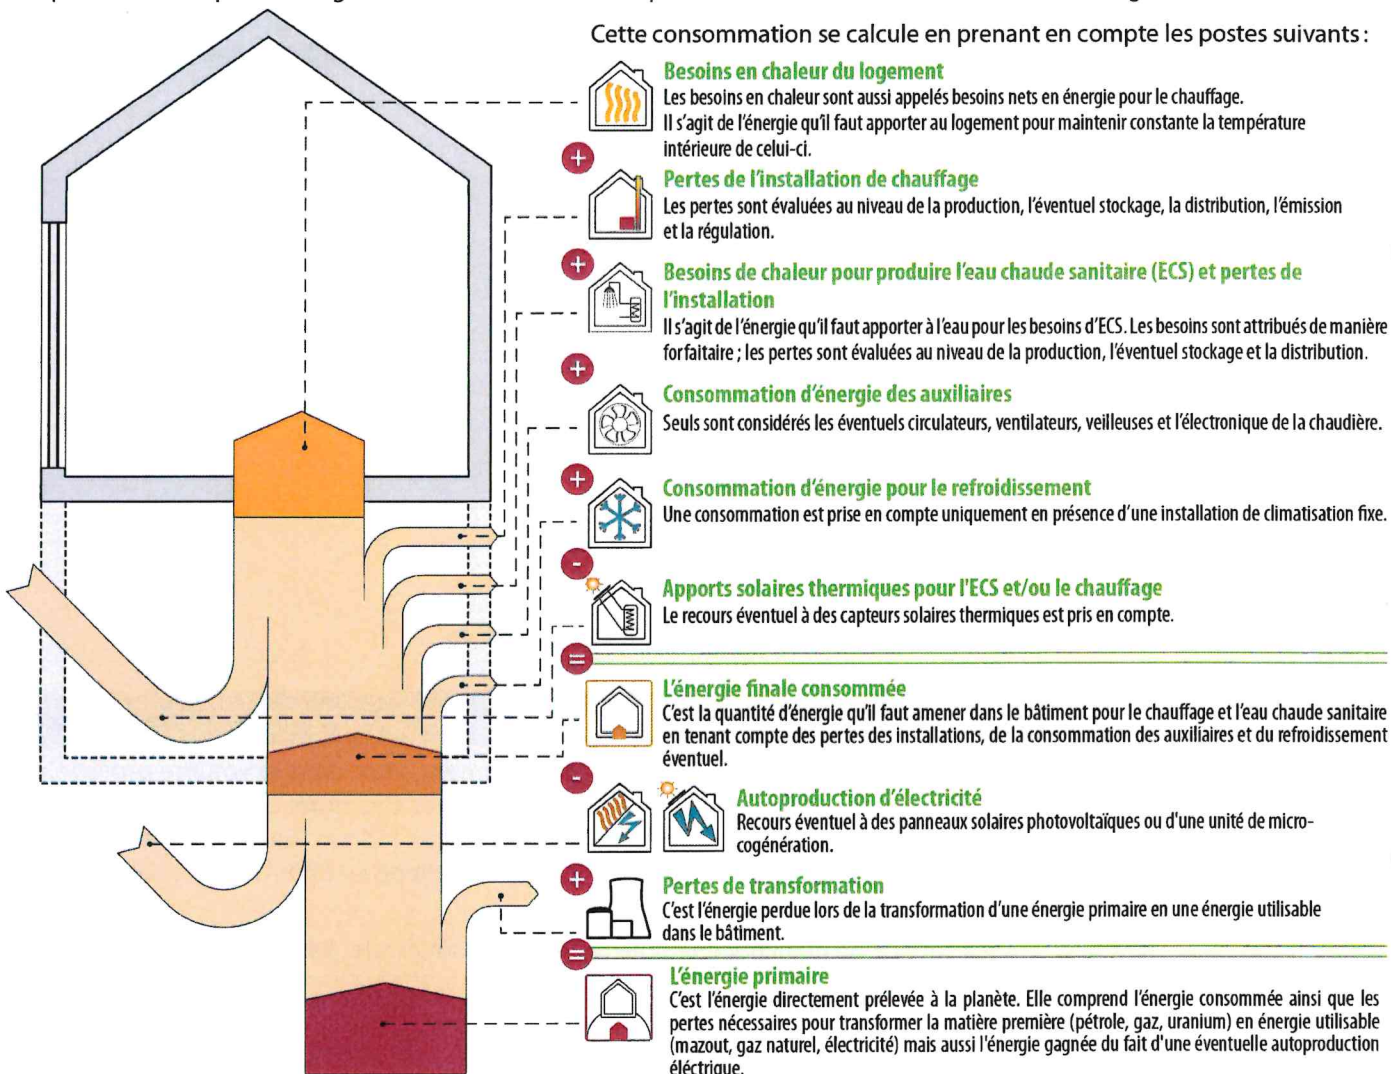 Cette consommation se calcule en prenant en compte les postes suivants :
Besoins en chaleur du logement
Les besoins en chaleur sont aussi appelés besoins nets en énergie pour le chauffage.
Il s'agit de l'énergie qu'il faut apporter au logement pour maintenir constante la température
intérieure de celui-ci.
+
Pertes de l'installation de chauffage
Les pertes sont évaluées au niveau de la production, l'éventuel stockage, la distribution, l'émission
et la régulation.
+
Besoins de chaleur pour produire l'eau chaude sanitaire (ECS) et pertes de
l'installation
Il s'agit de l'énergie qu'il faut apporter à l'eau pour les besoins d'ECS. Les besoins sont attribués de manière
forfaitaire ; les pertes sont évaluées au niveau de la production, l'éventuel stockage et la distribution.
+
Consommation d'énergie des auxiliaires
Seuls sont considérés les éventuels circulateurs, ventilateurs, veilleuses et l'électronique de la chaudière.
+
Consommation d'énergie pour le refroidissement
Une consommation est prise en compte uniquement en présence d'une installation de climatisation fixe.
-
Apports solaires thermiques pour l'ECS et/ou le chauffage
Le recours éventuel à des capteurs solaires thermiques est pris en compte.
=
L'énergie finale consommée
C'est la quantité d'énergie qu'il faut amener dans le bâtiment pour le chauffage et l'eau chaude sanitaire
en tenant compte des pertes des installations, de la consommation des auxiliaires et du refroidissement
éventuel.
-
Autoproduction d'électricité
Recours éventuel à des panneaux solaires photovoltaïques ou d'une unité de micro-
cogénération.
+
Pertes de transformation
C'est l'énergie perdue lors de la transformation d'une énergie primaire en une énergie utilisable
dans le bâtiment.
=
L'énergie primaire
C'est l'énergie directement prélevée à la planète. Elle comprend l'énergie consommée ainsi que les
pertes nécessaires pour transformer la matière première (pétrole, gaz, uranium) en énergie utilisable
(mazout, gaz naturel, électricité) mais aussi l'énergie gagnée du fait d'une éventuelle autoproduction
éléctrique.